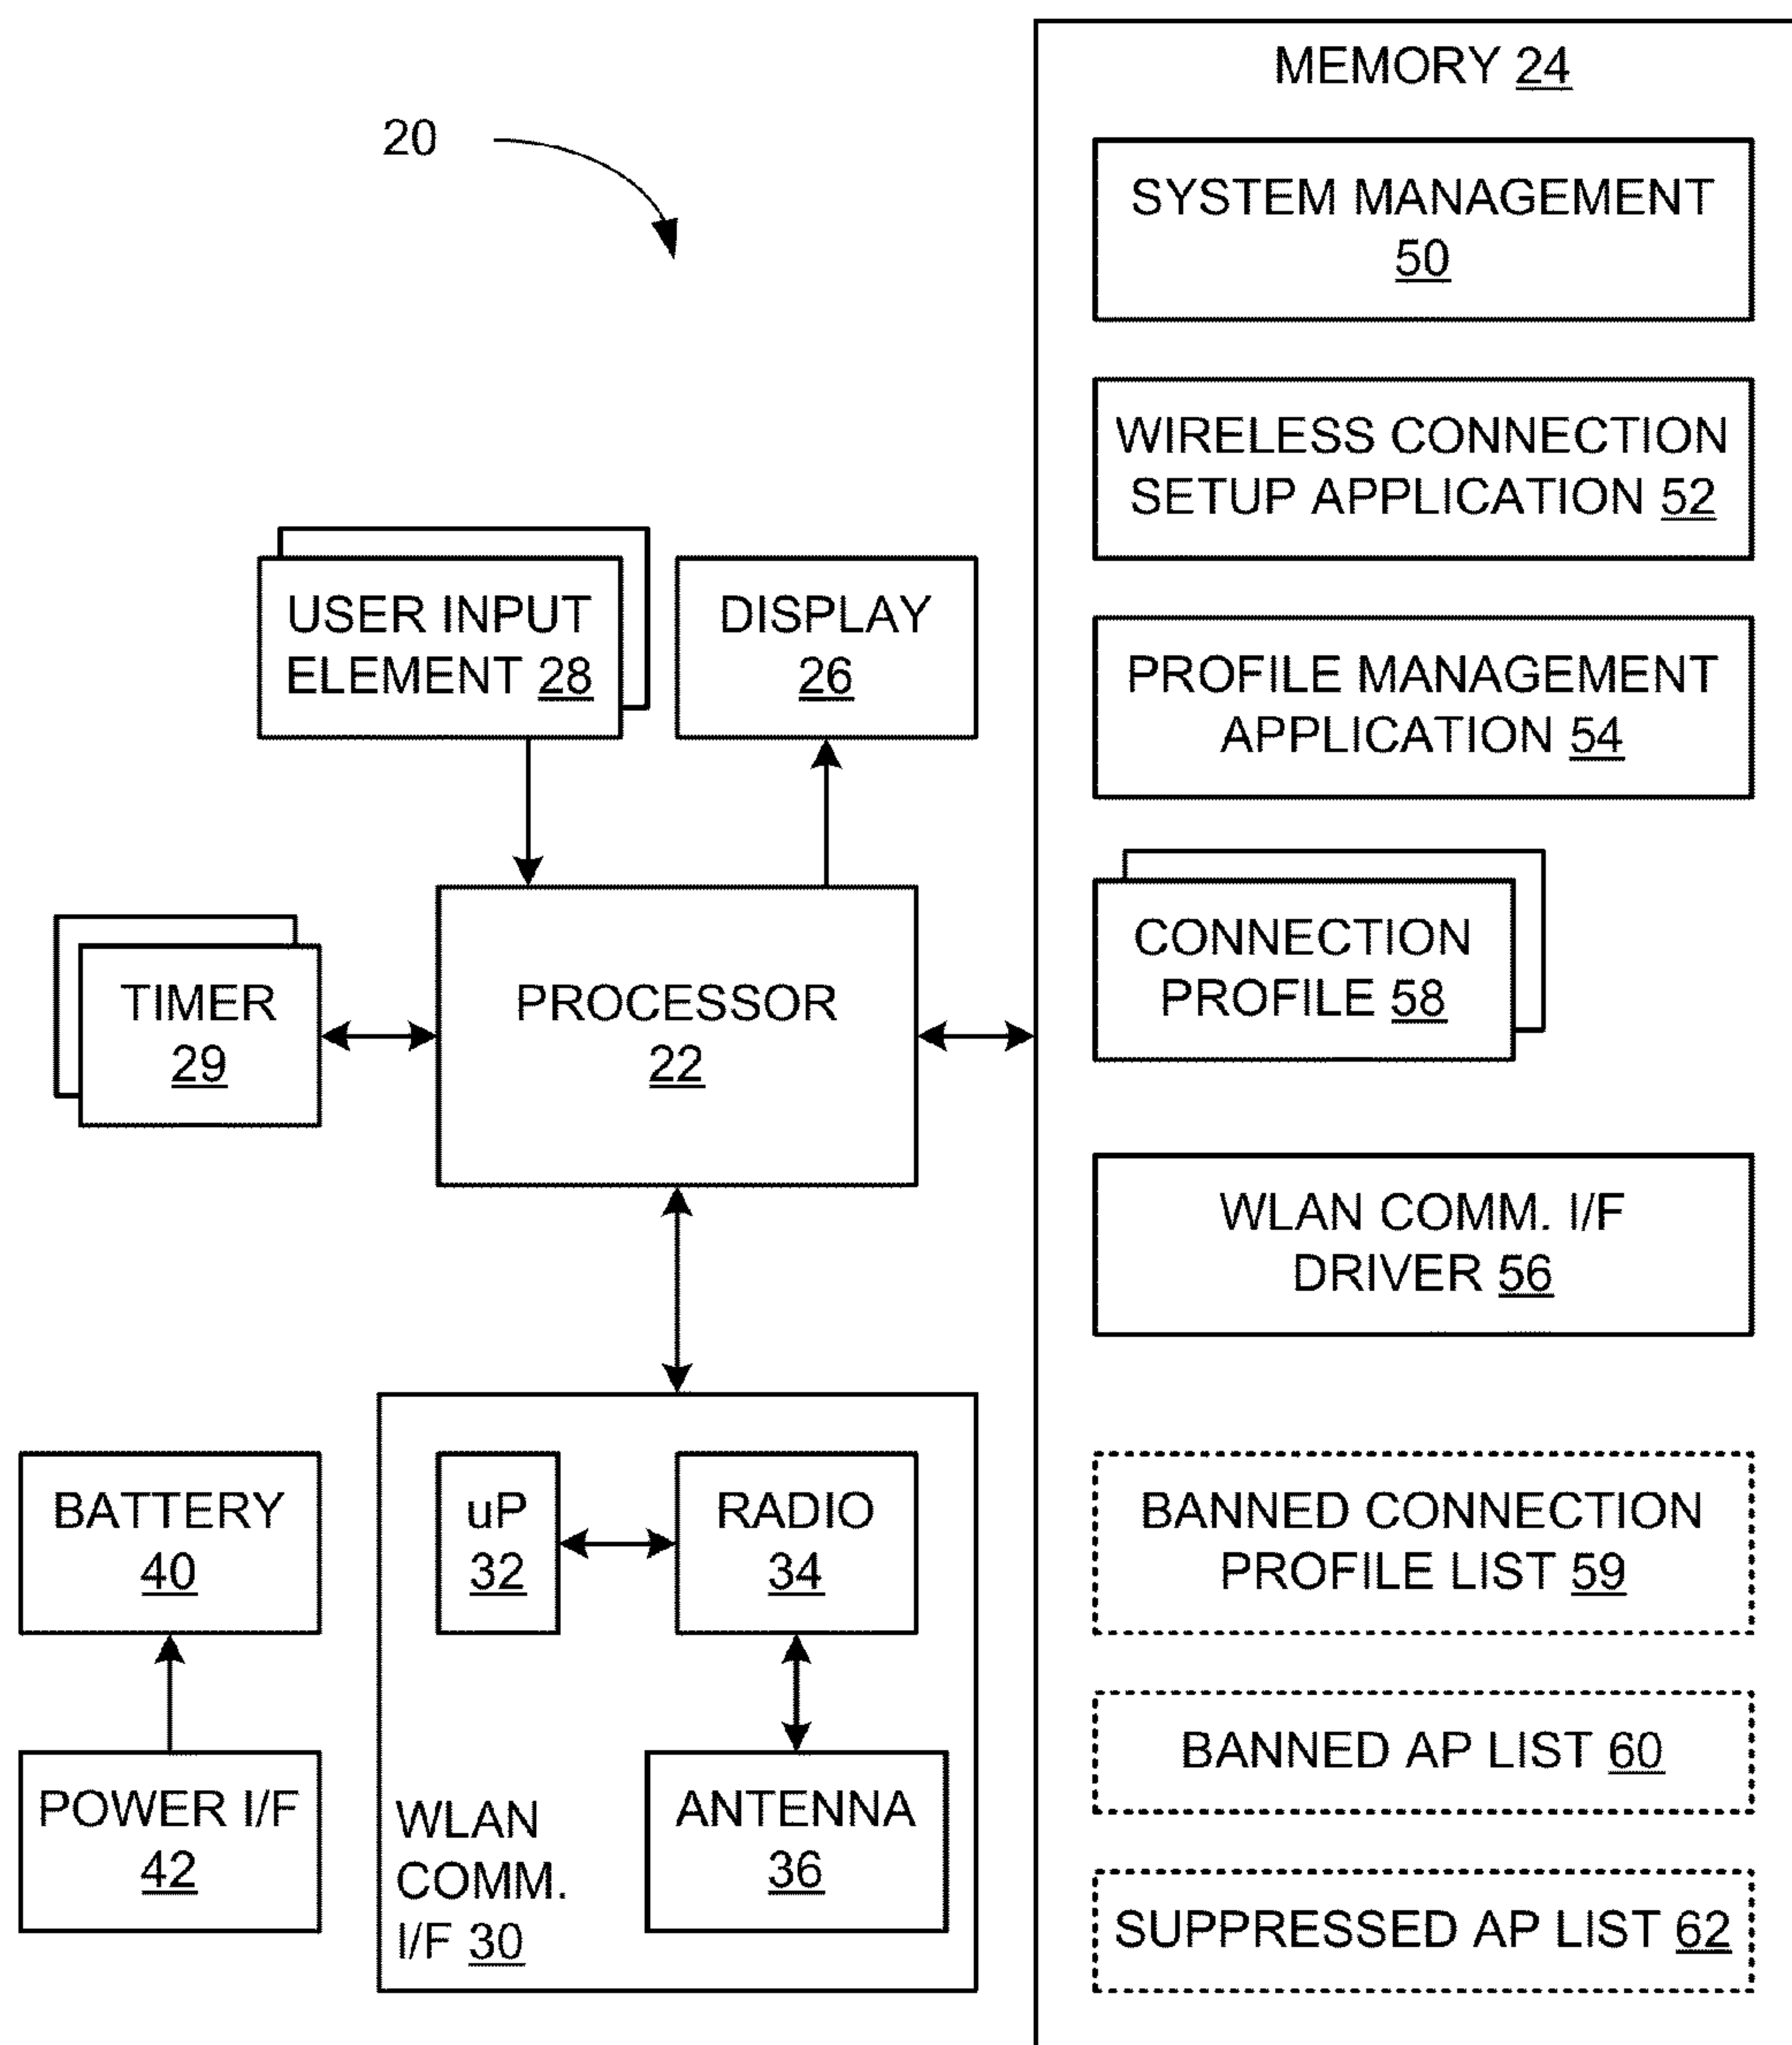 20
USER INPUT
ELEMENT 28
DISPLAY
26
TIMER
29
PROCESSOR
22
BATTERY
40
POWER I/F
42
uP
32
RADIO
34
ANTENNA
36
WLAN
COMM.
I/F 30
MEMORY 24
SYSTEM MANAGEMENT
50
WIRELESS CONNECTION
SETUP APPLICATION 52
PROFILE MANAGEMENT
APPLICATION 54
CONNECTION
PROFILE 58
WLAN COMM. I/F
DRIVER 56
BANNED CONNECTION
PROFILE LIST 59
BANNED AP LIST 60
SUPPRESSED AP LIST 62